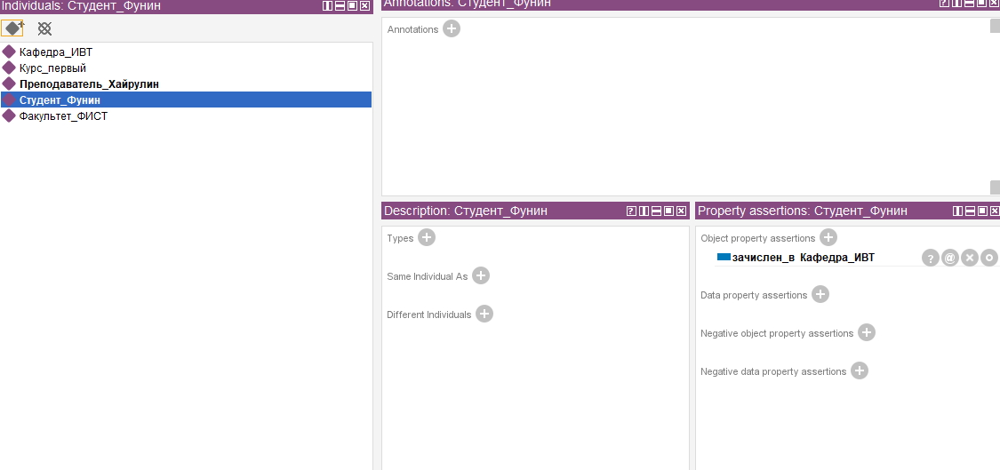 Individuals: Студент_Фунин
Кафедра_ИВТ
Курс_первый
Преподаватель_Хайрулин
Студент_Фунин
Факультет_ФИСТ
Annotations: Студент_Фунин
Annotations
Description: Студент_Фунин
Types
Same Individual As
Different Individuals
Property assertions: Студент_Фунин
Object property assertions
зачислен_в Кафедра_ИВТ
Data property assertions
Negative object property assertions
Negative data property assertions